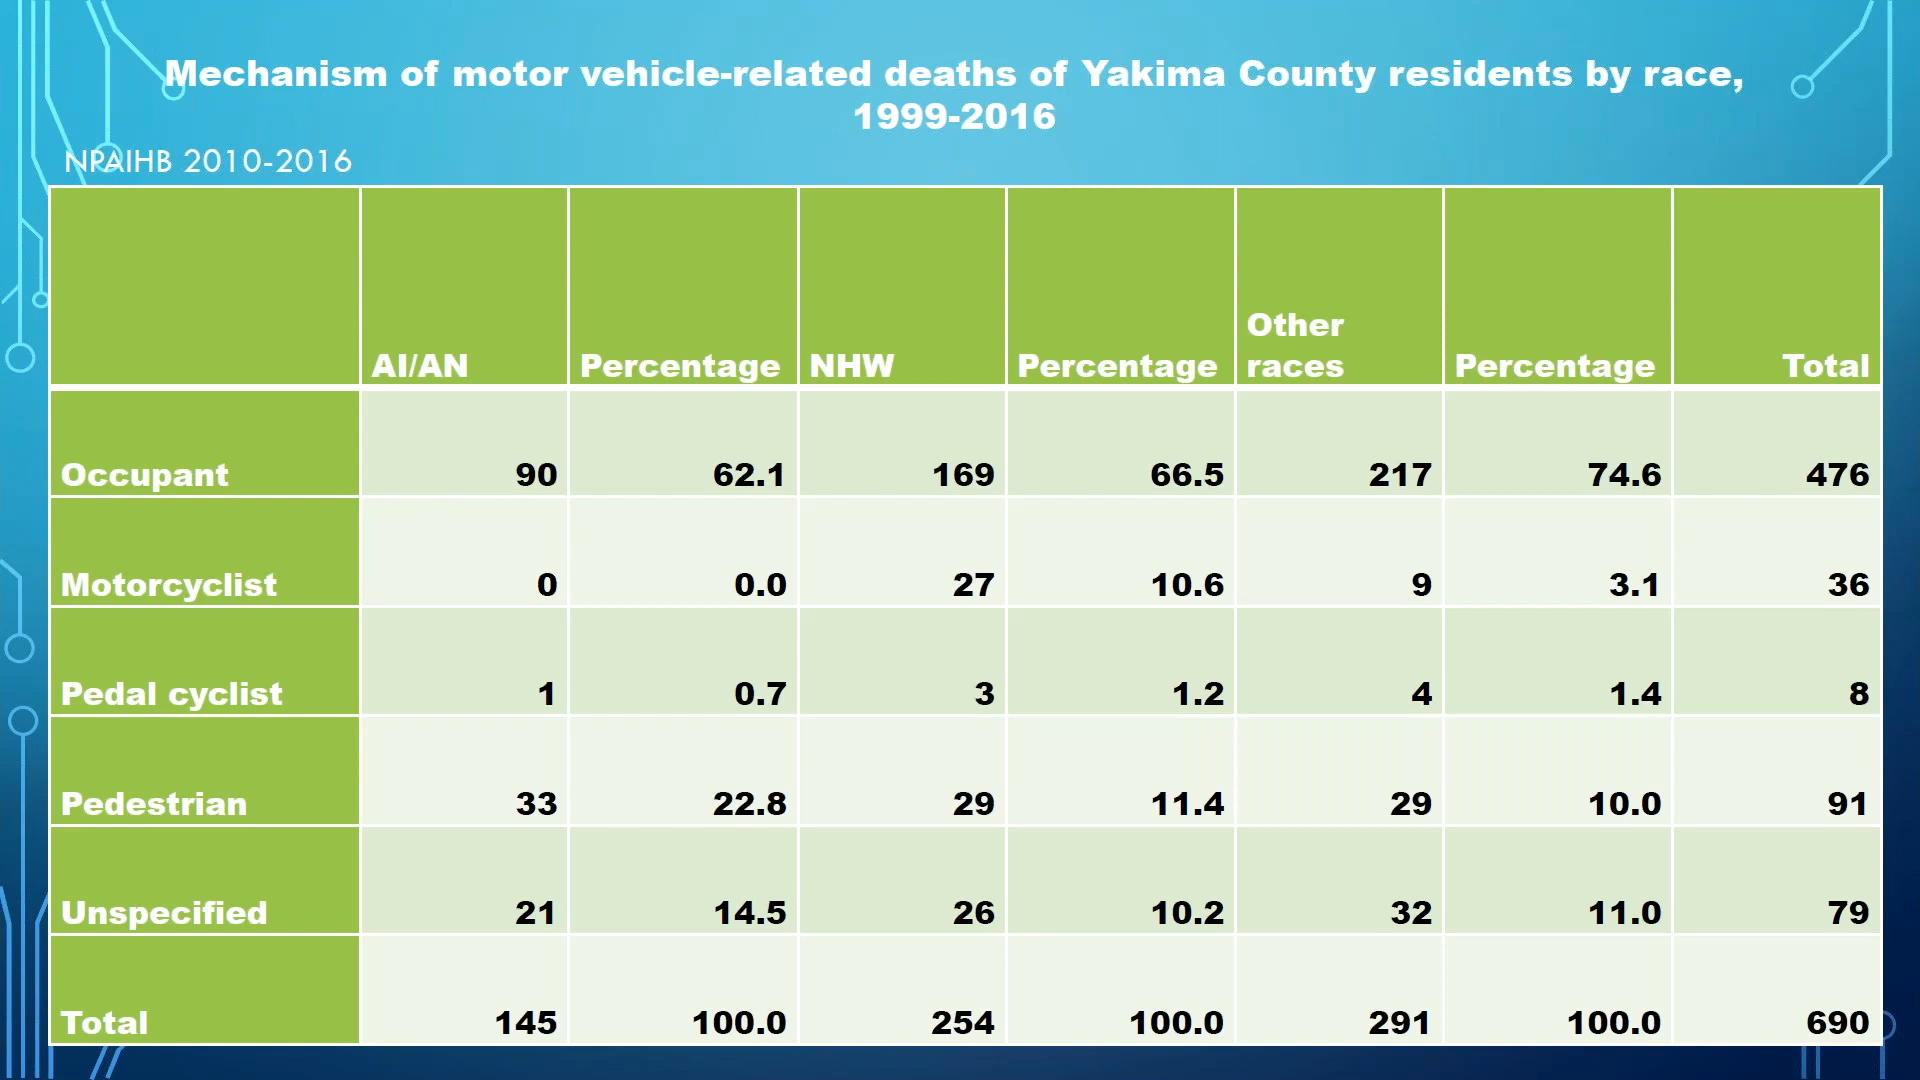 Mechanism of motor vehicle-related deaths of Yakima County residents by race,
1999-2016
NPAIHB 2010-2016
AI/AN Percentage NHW Percentage Other races Percentage Total
Occupant 90 62.1 169 66.5 217 74.6 476
Motorcyclist 0 0.0 27 10.6 9 3.1 36
Pedal cyclist 1 0.7 3 1.2 4 1.4 8
Pedestrian 33 22.8 29 11.4 29 10.0 91
Unspecified 21 14.5 26 10.2 32 11.0 79
Total 145 100.0 254 100.0 291 100.0 690